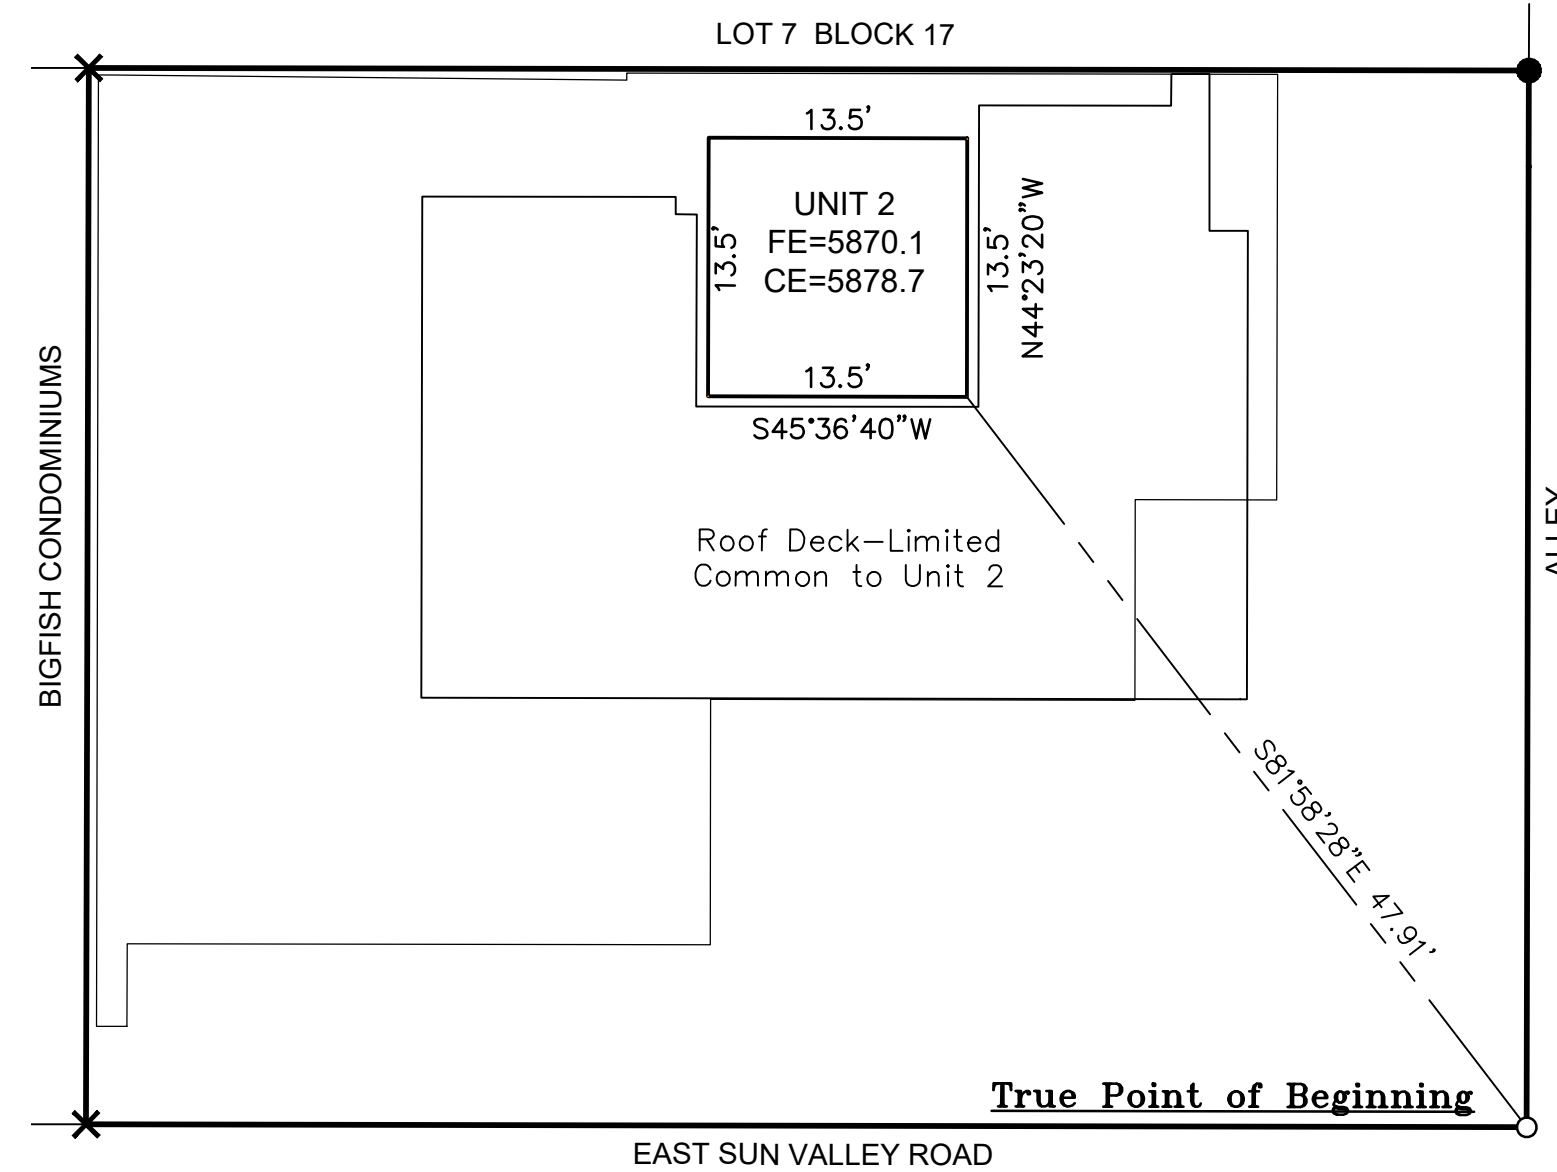 LOT 7 BLOCK 17
13.5'
UNIT 2
FE=5870.1
CE=5878.7
13.5'
13.5'
N44°23'20"W
13.5'
S45°36'40"W
BIGFISH CONDOMINIUMS
ALLEY
Roof Deck-Limited
Common to Unit 2
S81°58'28"E 47.91'
True Point of Beginning
EAST SUN VALLEY ROAD